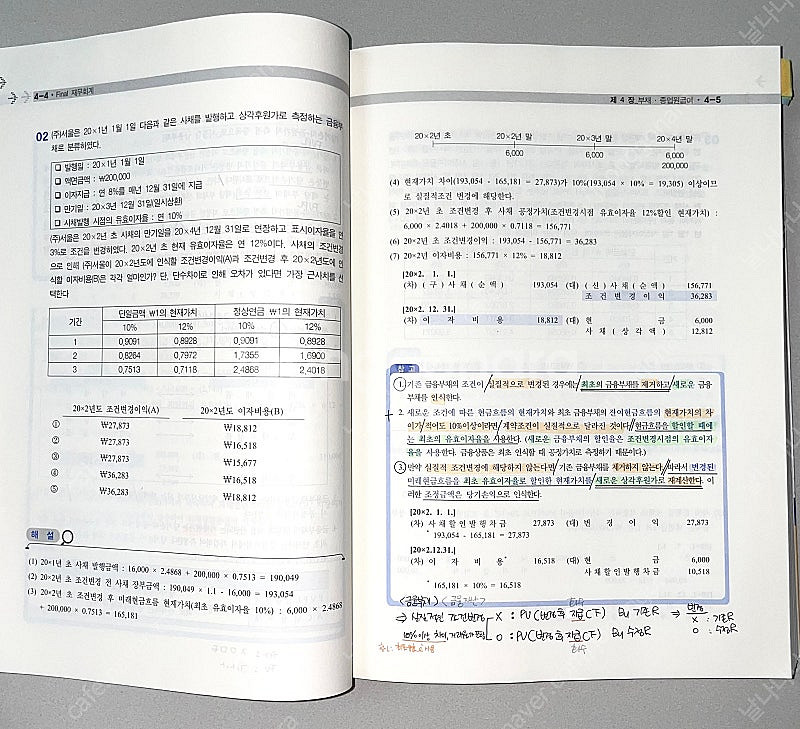 4-4 • Final 재무회계
02 (주)서울은 20×1년 1월 1일 다음과 같은 사채를 발행하고 상각후원가로 측정하는 금융부
채로 분류하였다.
❑ 발행일 : 20×1년 1월 1일
❑ 액면금액 : ₩200,000
❑ 이자지급 : 연 8%를 매년 12월 31일에 지급
❑ 만기일 : 20×3년 12월 31일(일시상환)
❑ 사채발행 시점의 유효이자율 : 연 10%
(주)서울은 20×2년 초 사채의 만기일을 20×4년 12월 31일로 연장하고 표시이자율을 연
3%로 조건을 변경하였다. 20×2년 초 현재 유효이자율은 연 12%이다. 사채의 조건변경
으로 인해 (주)서울이 20×2년도에 인식할 조건변경이익(A)과 조건변경 후 20×2년도에 인
식할 이자비용(B)은 각각 얼마인가? 단, 단수차이로 인해 오차가 있다면 가장 근사치를 선
택한다
기간 단일금액 ₩1의 현재가치 정상연금 ₩1의 현재가치
10% 12% 10% 12%
1 0.9091 0.8928 0.9091 0.8928
2 0.8264 0.7972 1.7355 1.6900
3 0.7513 0.7118 2.4868 2.4018
20×2년도 조건변경이익(A) 20×2년도 이자비용(B)
① ₩27,873 ₩18,812
② ₩27,873 ₩16,518
③ ₩27,873 ₩15,677
④ ₩36,283 ₩16,518
⑤ ₩36,283 ₩18,812
해 설
(1) 20×1년 초 사채 발행금액 : 16,000 × 2.4868 + 200,000 × 0.7513 = 190,049
(2) 20×2년 초 조건변경 전 사채 장부금액 : 190,049 × 1.1 - 16,000 = 193,054
(3) 20×2년 초 조건변경 후 미래현금흐름 현재가치(최초 유효이자율 10%) : 6,000 × 2.4868
+ 200,000 × 0.7513 = 165,181
제 4 장 부채 · 종업원급여 • 4-5
20×2년 초 20×2년 말 20×3년 말 20×4년 말
6,000 6,000 6,000
200,000
(4) 현재가치 차이(193,054 - 165,181 = 27,873)가 10%(193,054 × 10% = 19,305) 이상이므
로 실질적조건 변경에 해당한다.
(5) 20×2년 초 조건변경 후 사채 공정가치(조건변경시점 유효이자율 12%할인 현재가치) :
6,000 × 2.4018 + 200,000 × 0.7118 = 156,771
(6) 20×2년 초 조건변경이익 : 193,054 - 156,771 = 36,283
(7) 20×2년 이자비용 : 156,771 × 12% = 18,812
[20×2. 1. 1.]
(차) (구)사채(순액) 193,054 (대) (신)사채(순액) 156,771
조건변경이익 36,283
[20×2. 12. 31.]
(차) 이자비용 18,812 (대) 현금 6,000
사채(상각액) 12,812
참 고
1. 기존 금융부채의 조건이 실질적으로 변경된 경우에는 최초의 금융부채를 제거하고 새로운 금융
부채를 인식한다.
2. 새로운 조건에 따른 현금흐름의 현재가치와 최초 금융부채의 잔여현금흐름의 현재가치의 차
이가 적어도 10%이상이라면 계약조건이 실질적으로 달라진 것이다. 현금흐름을 할인할 때에
는 최초의 유효이자율을 사용한다. (새로운 금융부채의 할인율은 조건변경시점의 유효이자
율을 사용한다. 금융상품은 최초 인식할 때 공정가치로 측정하기 때문이다.)
3. 만약 실질적 조건변경에 해당하지 않는다면 기존 금융부채를 제거하지 않는다. 따라서 변경된
미래현금흐름을 최초 유효이자율로 할인한 현재가치를 새로운 상각후원가로 재계산한다. 이
러한 조정금액은 당기손익으로 인식한다.
[20×2. 1. 1.]
(차) 사채할인발행차금 27,873 (대) 변경이익 27,873
* 193,054 - 165,181 = 27,873
[20×2.12.31.]
(차) 이자비용* 16,518 (대) 현금 6,000
사채할인발행차금 10,518
* 165,181 × 10% = 16,518
<금융부채>
⇒ 실질적인 조건변경 X : PV(변경후 CF) By 기존R ⇒
O : PV(변경후 CF) By 수정R
X : 기존R
O : 수정R